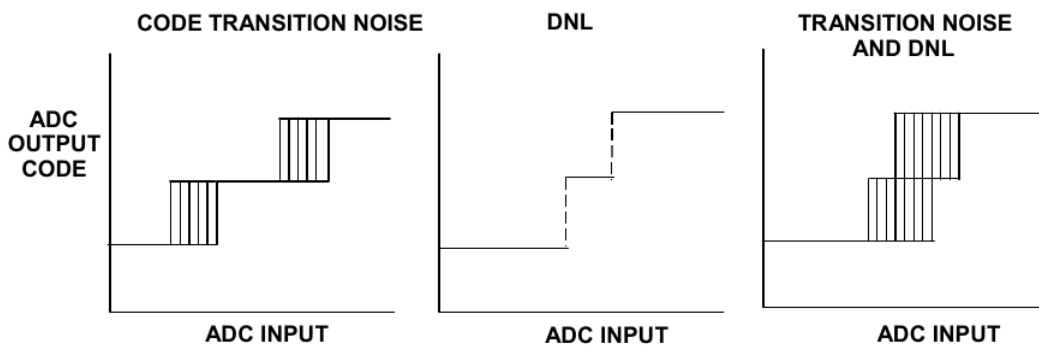 CODE TRANSITION NOISE
DNL
TRANSITION NOISE
AND DNL
ADC
OUTPUT
CODE
ADC INPUT
ADC INPUT
ADC INPUT